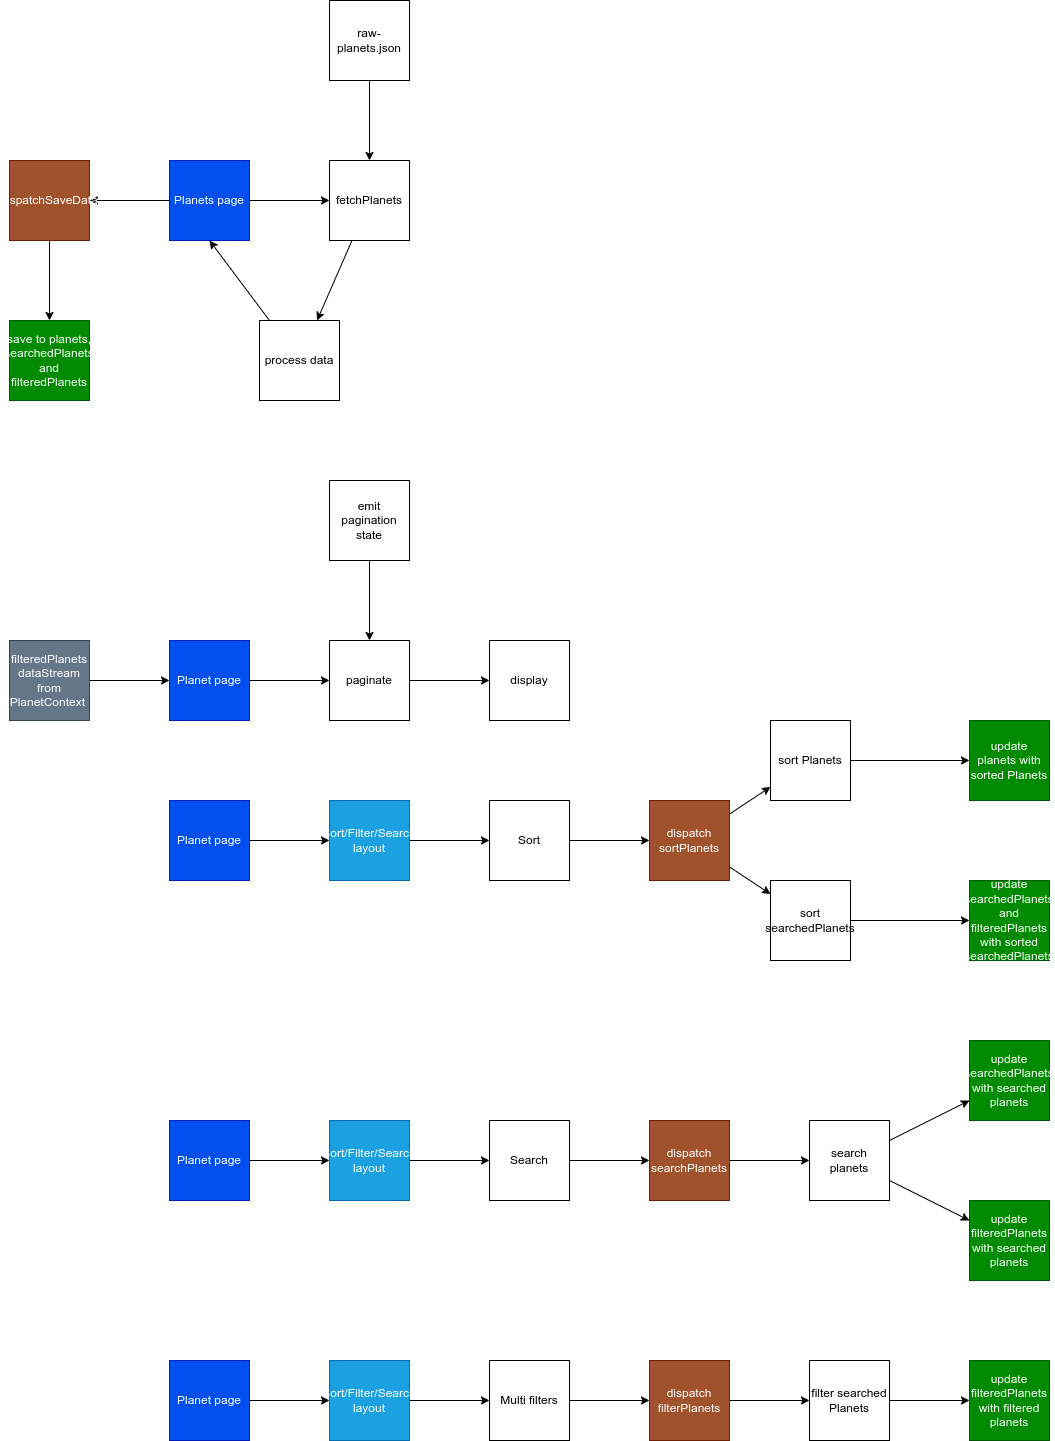 raw-
planets.json
spatchSaveDat
Planets page
fetchPlanets
save to planets,
searchedPlanets
and
filteredPlanets
process data
emit
pagination
state
filteredPlanets
dataStream
from
PlanetContext
Planet page
paginate
display
sort Planets
update
planets with
sorted Planets
Planet page
ort/Filter/Searc
layout
Sort
dispatch
sortPlanets
sort
searchedPlanets
update
searchedPlanets
and
filteredPlanets
with sorted
searchedPlanets
update
searchedPlanets
with searched
planets
Planet page
ort/Filter/Searc
layout
Search
dispatch
searchPlanets
search
planets
update
filteredPlanets
with searched
planets
Planet page
ort/Filter/Searc
layout
Multi filters
dispatch
filterPlanets
filter searched
Planets
update
filteredPlanets
with filtered
planets